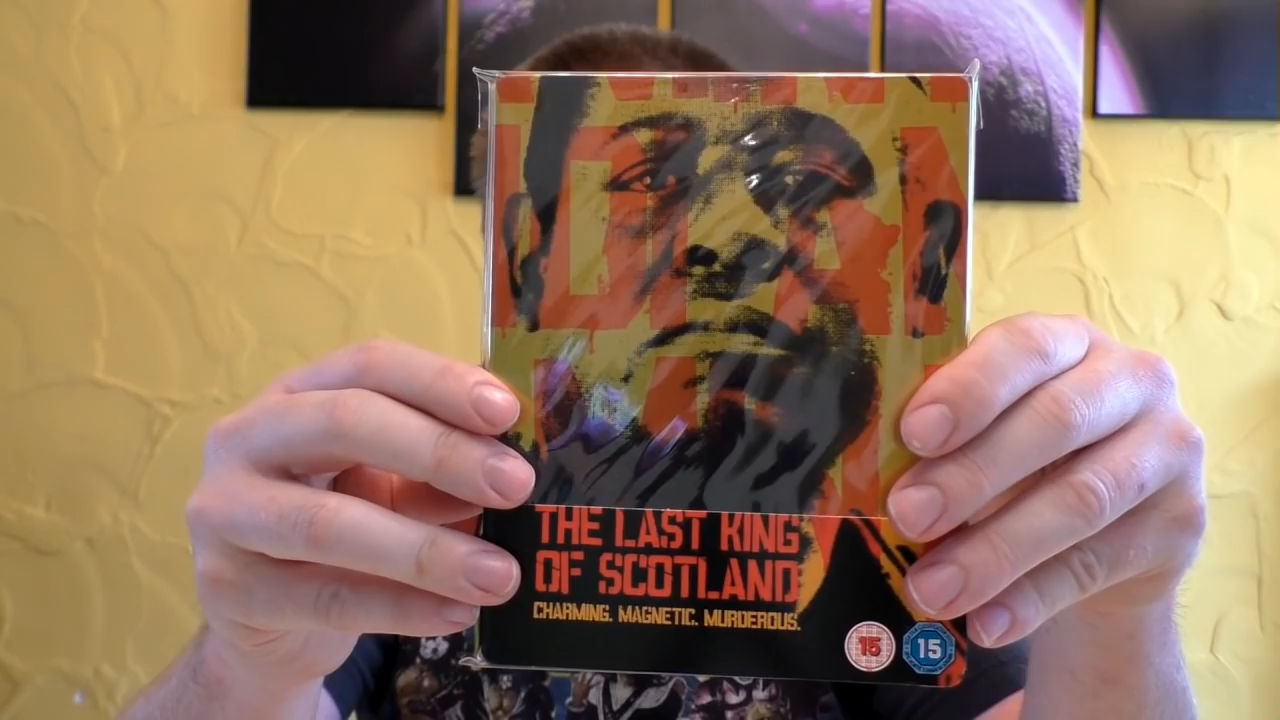 THE LAST KING
OF SCOTLAND
CHARMING. MAGNETIC. MURDEROUS.
15 15